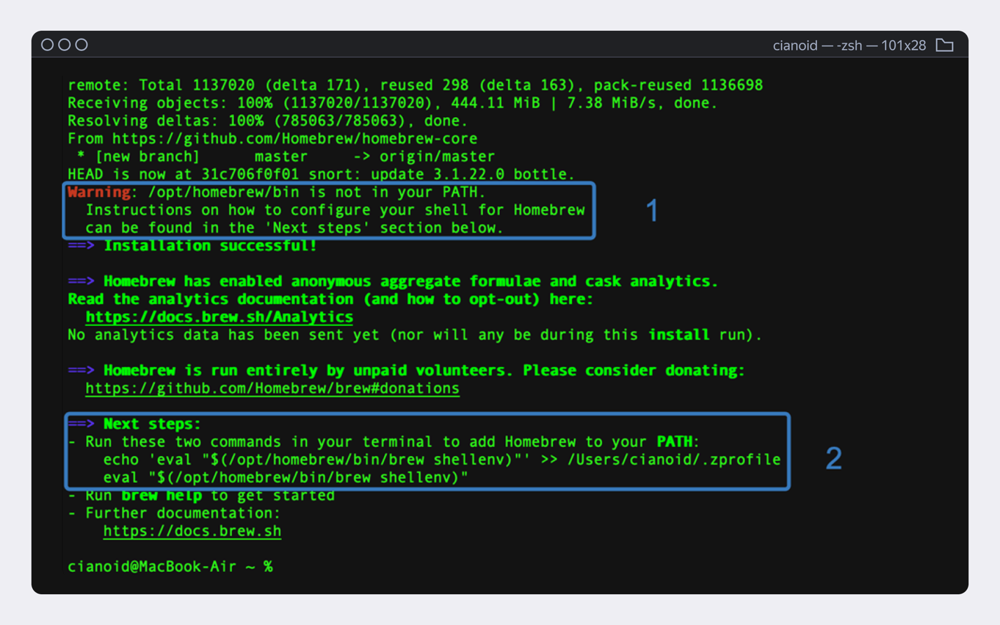 cianoid — -zsh — 101x28
remote: Total 1137020 (delta 171), reused 298 (delta 163), pack-reused 1136698
Receiving objects: 100% (1137020/1137020), 444.11 MiB | 7.38 MiB/s, done.
Resolving deltas: 100% (785063/785063), done.
From https://github.com/Homebrew/homebrew-core
 * [new branch]      master     -> origin/master
HEAD is now at 31c706f0f01 snort: update 3.1.22.0 bottle.
Warning: /opt/homebrew/bin is not in your PATH.
  Instructions on how to configure your shell for Homebrew
  can be found in the 'Next steps' section below.
1
==> Installation successful!
==> Homebrew has enabled anonymous aggregate formulae and cask analytics.
Read the analytics documentation (and how to opt-out) here:
  https://docs.brew.sh/Analytics
No analytics data has been sent yet (nor will any be during this install run).
==> Homebrew is run entirely by unpaid volunteers. Please consider donating:
  https://github.com/Homebrew/brew#donations
==> Next steps:
- Run these two commands in your terminal to add Homebrew to your PATH:
    echo 'eval "$(/opt/homebrew/bin/brew shellenv)"' >> /Users/cianoid/.zprofile
    eval "$(/opt/homebrew/bin/brew shellenv)"
2
- Run brew help to get started
- Further documentation:
    https://docs.brew.sh
cianoid@MacBook-Air ~ %